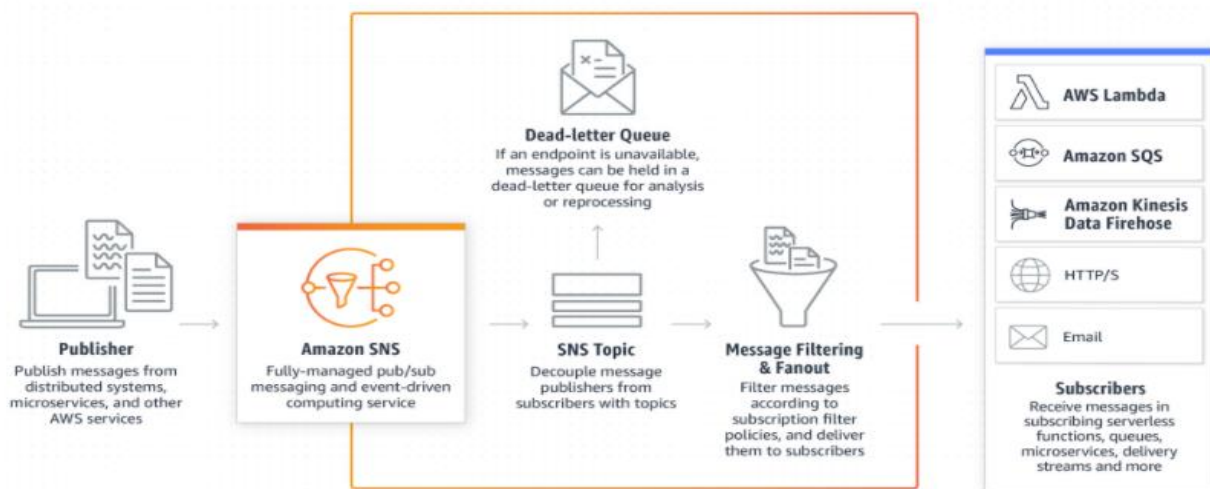 Publisher
Publish messages from
distributed systems,
microservices, and other
AWS services
Amazon SNS
Fully-managed pub/sub
messaging and event-driven
computing service
Dead-letter Queue
If an endpoint is unavailable,
messages can be held in a
dead-letter queue for analysis
or reprocessing
SNS Topic
Decouple message
publishers from
subscribers with topics
Message Filtering
& Fanout
Filter messages
according to
subscription filter
policies, and deliver
them to subscribers
AWS Lambda
Amazon SQS
Amazon Kinesis
Data Firehose
HTTP/S
Email
Subscribers
Receive messages in
subscribing serverless
functions, queues,
microservices, delivery
streams and more